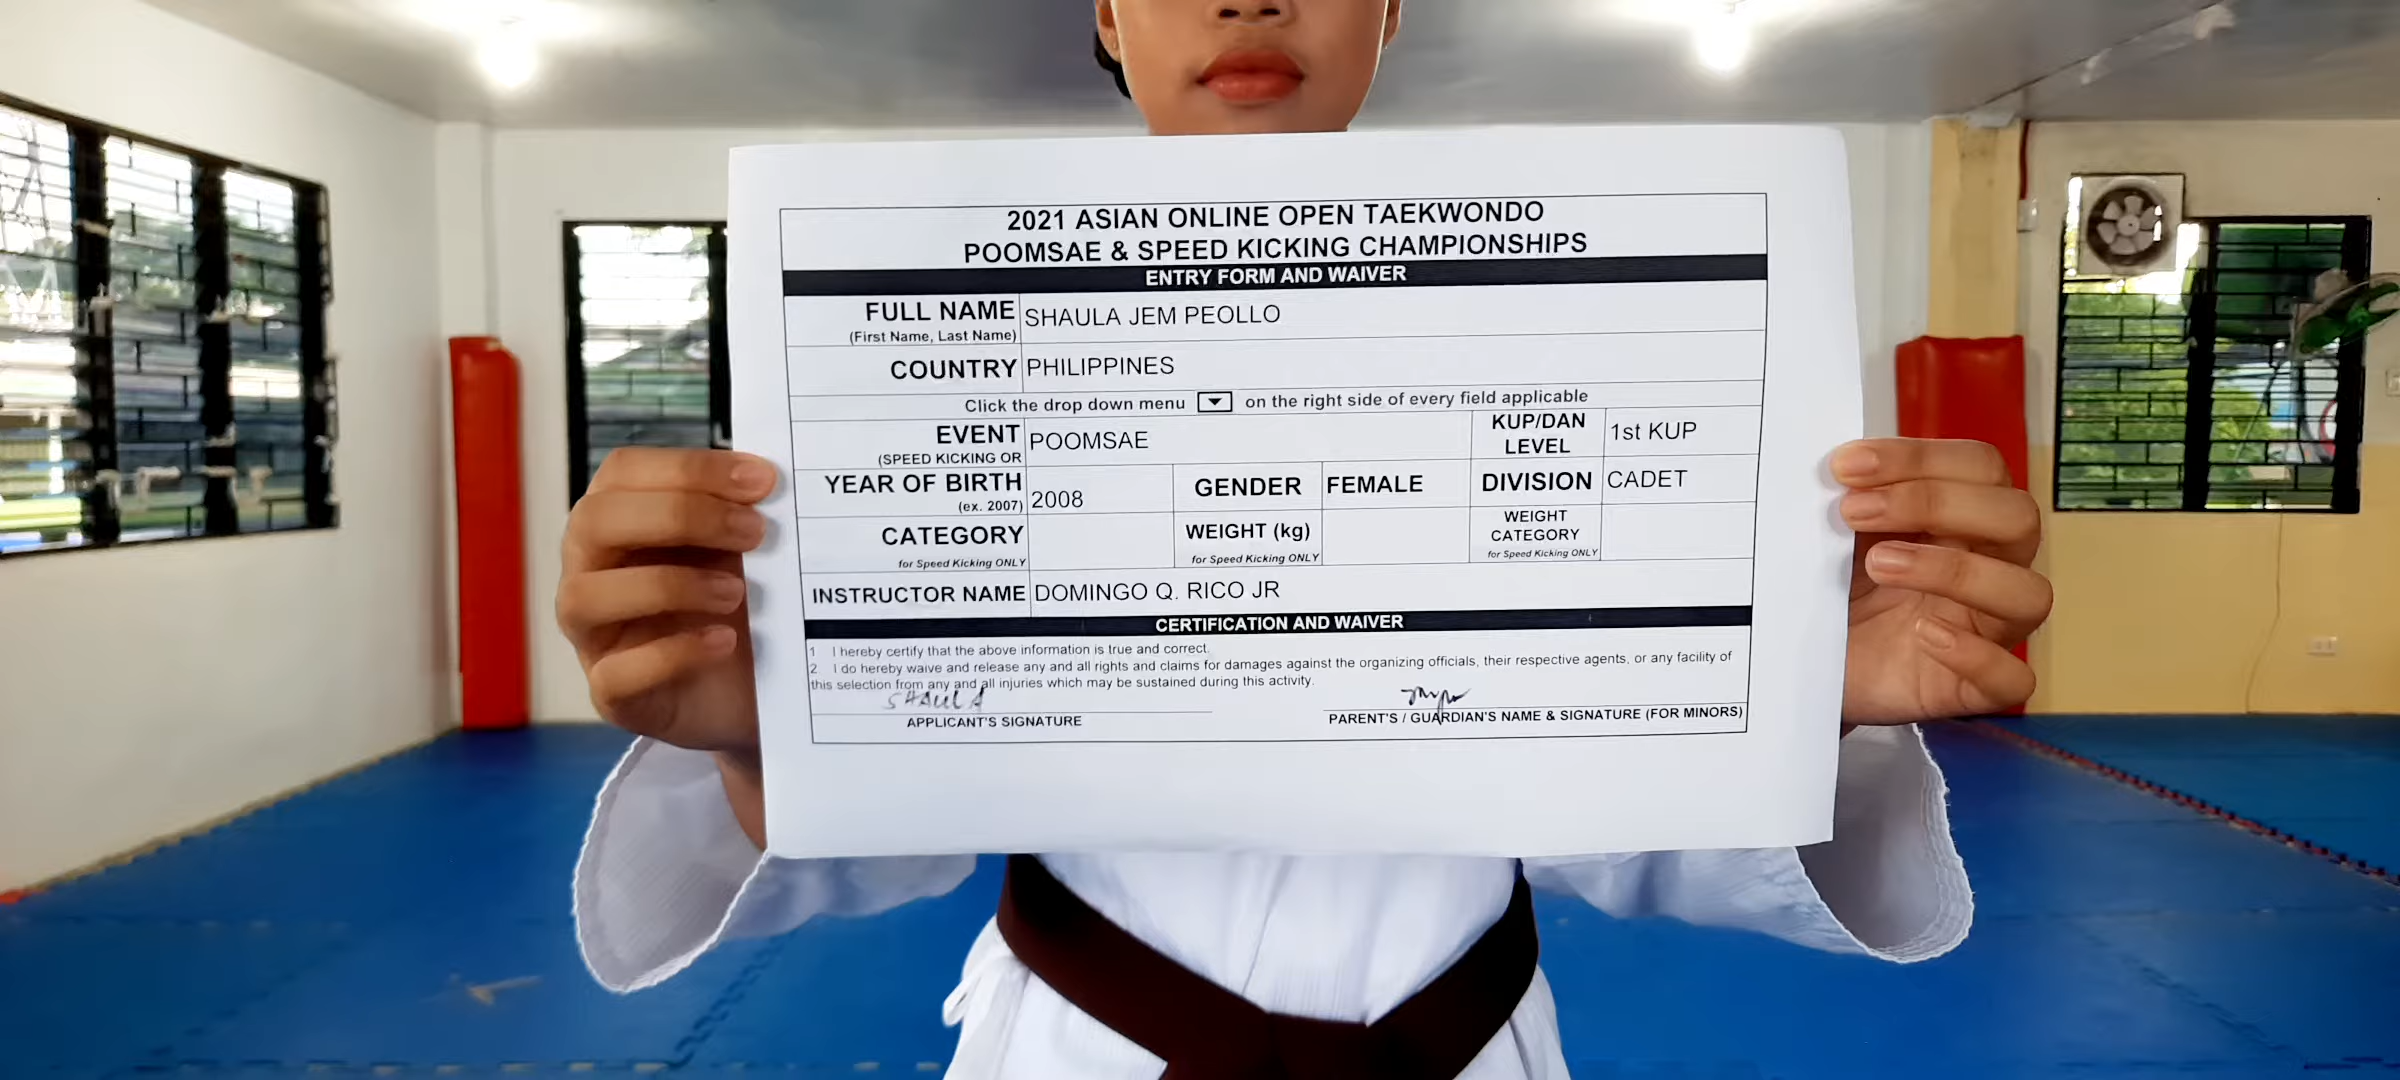 2021 ASIAN ONLINE OPEN TAEKWONDO
POOMSAE & SPEED KICKING CHAMPIONSHIPS
ENTRY FORM AND WAIVER
FULL NAME SHAULA JEM PEOLLO
(First Name, Last Name)
COUNTRY PHILIPPINES
Click the drop down menu on the right side of every field applicable
EVENT POOMSAE KUP/DAN LEVEL 1st KUP
(SPEED KICKING OR
YEAR OF BIRTH 2008 GENDER FEMALE DIVISION CADET
(ex. 2007)
CATEGORY WEIGHT (kg) WEIGHT CATEGORY
for Speed Kicking ONLY for Speed Kicking ONLY for Speed Kicking ONLY
INSTRUCTOR NAME DOMINGO Q. RICO JR
CERTIFICATION AND WAIVER
1 I hereby certify that the above information is true and correct.
2. I do hereby waive and release any and all rights and claims for damages against the organizing officials, their respective agents, or any facility of
this selection from any and all injuries which may be sustained during this activity.
SHAULA
APPLICANT'S SIGNATURE PARENT'S / GUARDIAN'S NAME & SIGNATURE (FOR MINORS)